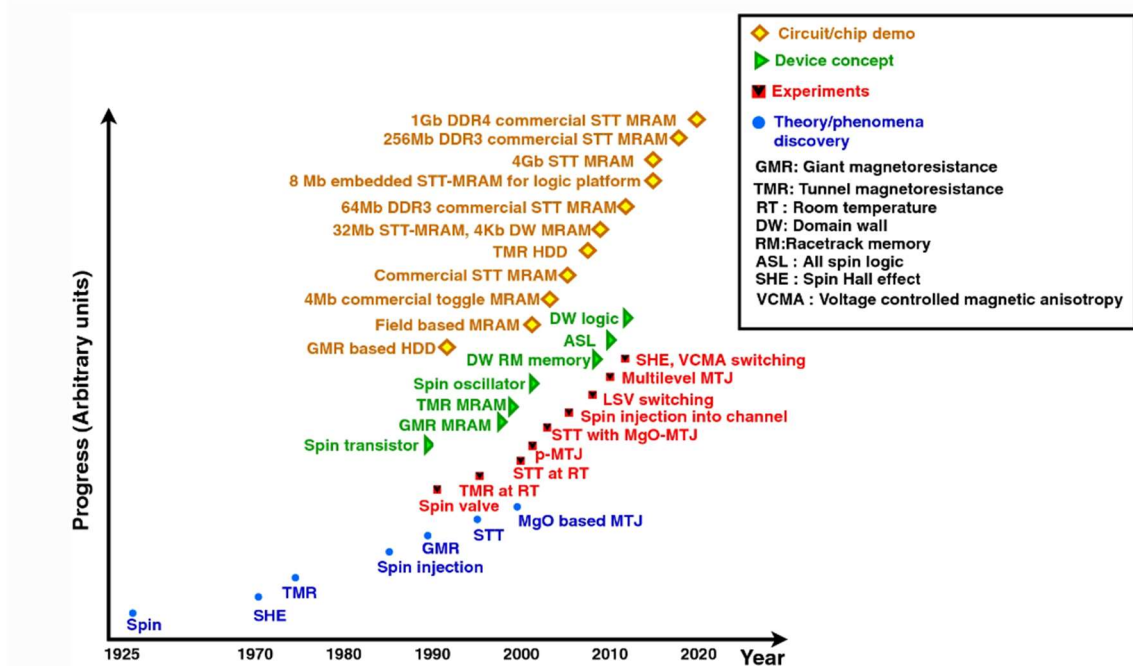 Circuit/chip demo
Device concept
Experiments
Theory/phenomena
discovery
GMR: Giant magnetoresistance
TMR: Tunnel magnetoresistance
RT : Room temperature
DW: Domain wall
RM:Racetrack memory
ASL : All spin logic
SHE : Spin Hall effect
VCMA : Voltage controlled magnetic anisotropy
1Gb DDR4 commercial STT MRAM
256Mb DDR3 commercial STT MRAM
4Gb STT MRAM
8 Mb embedded STT-MRAM for logic platform
64Mb DDR3 commercial STT MRAM
32Mb STT-MRAM, 4Kb DW MRAM
TMR HDD
Commercial STT MRAM
4Mb commercial toggle MRAM
Field based MRAM
GMR based HDD
DW logic
ASL
DW RM memory
Spin oscillator
TMR MRAM
GMR MRAM
Spin transistor
SHE, VCMA switching
Multilevel MTJ
LSV switching
Spin injection into channel
STT with MgO-MTJ
p-MTJ
STT at RT
TMR at RT
Spin valve
MgO based MTJ
STT
GMR
Spin injection
TMR
SHE
Spin
Progress (Arbitrary units)
1925 1970 1980 1990 2000 2010 2020 Year